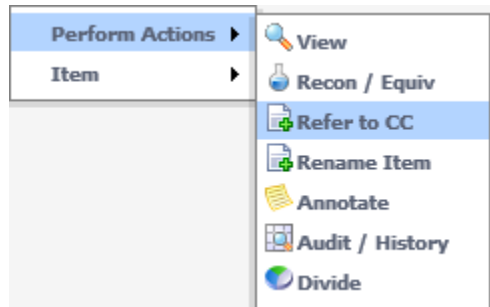 Perform Actions
Item
View
Recon / Equiv
Refer to CC
Rename Item
Annotate
Audit / History
Divide